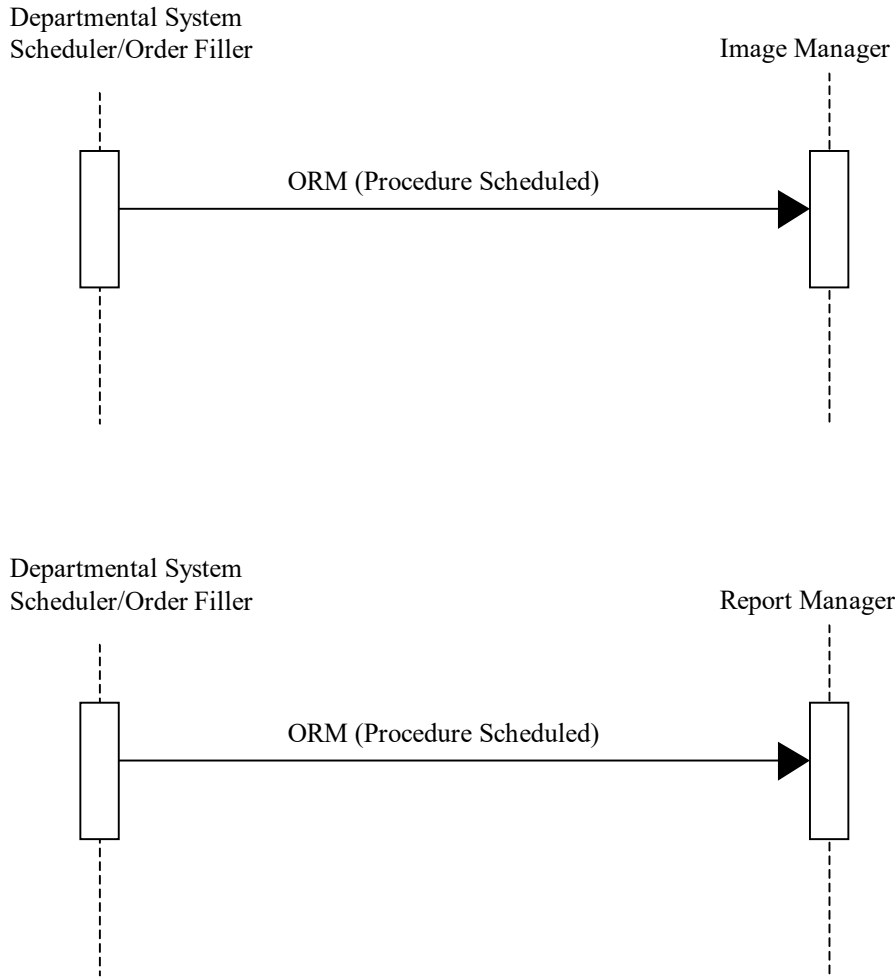 Departmental System
Scheduler/Order Filler
Image Manager
ORM (Procedure Scheduled)
Departmental System
Scheduler/Order Filler
Report Manager
ORM (Procedure Scheduled)